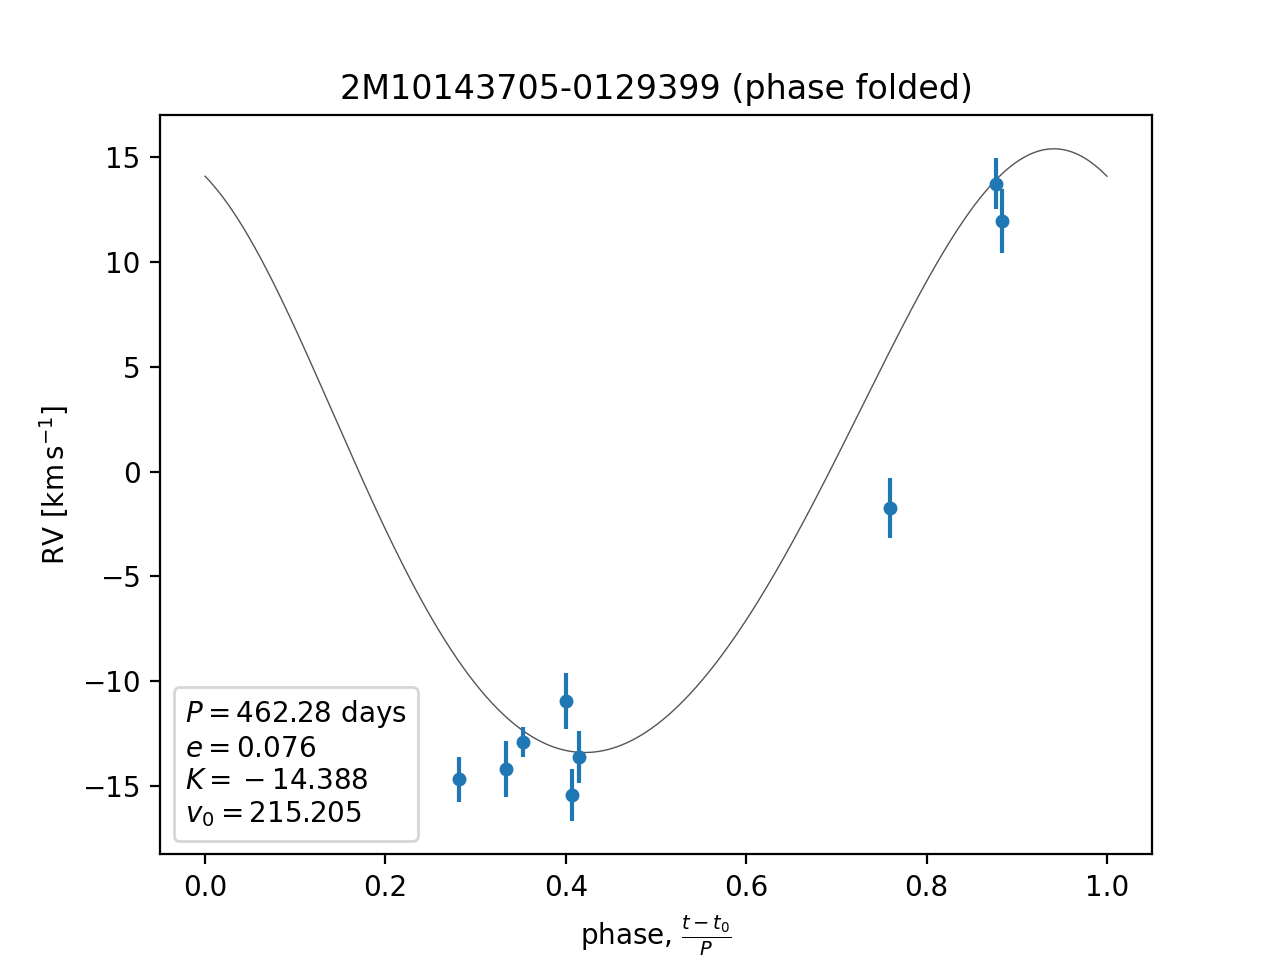 2M10143705-0129399 (phase folded)
RV [km s⁻¹]
15
10
5
0
−5
−10
−15
P = 462.28 days
e = 0.076
K = −14.388
v₀ = 215.205
0.0 0.2 0.4 0.6 0.8 1.0
phase, (t − t₀)/P